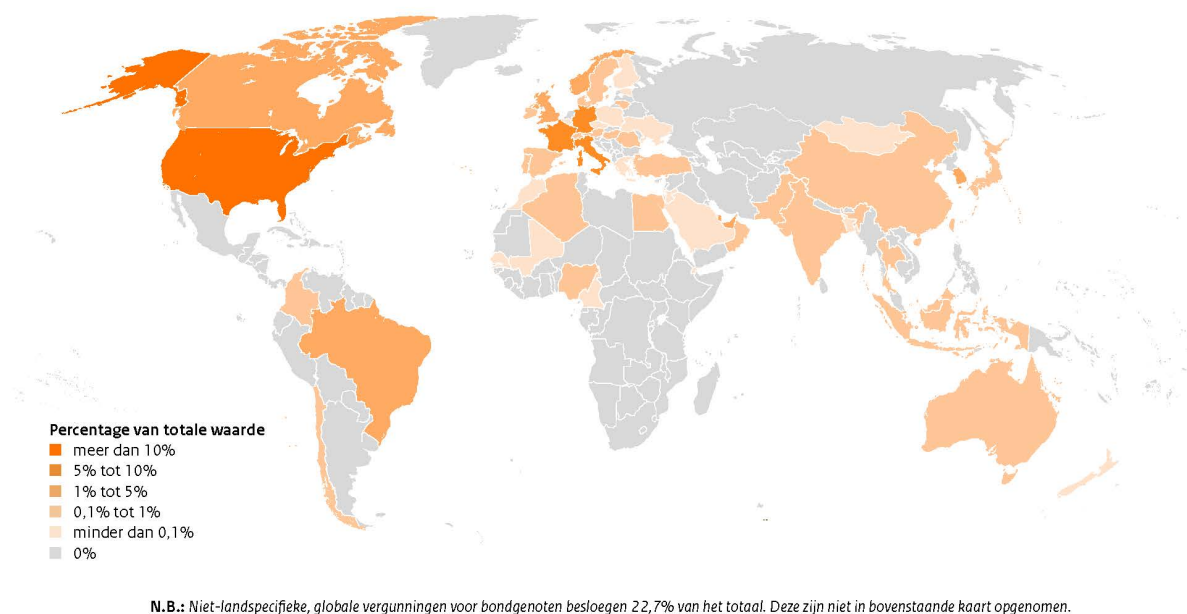 Percentage van totale waarde
meer dan 10%
5% tot 10%
1% tot 5%
0,1% tot 1%
minder dan 0,1%
0%
N.B.: Niet-landspecifieke, globale vergunningen voor bondgenoten besloegen 22,7% van het totaal. Deze zijn niet in bovenstaande kaart opgenomen.